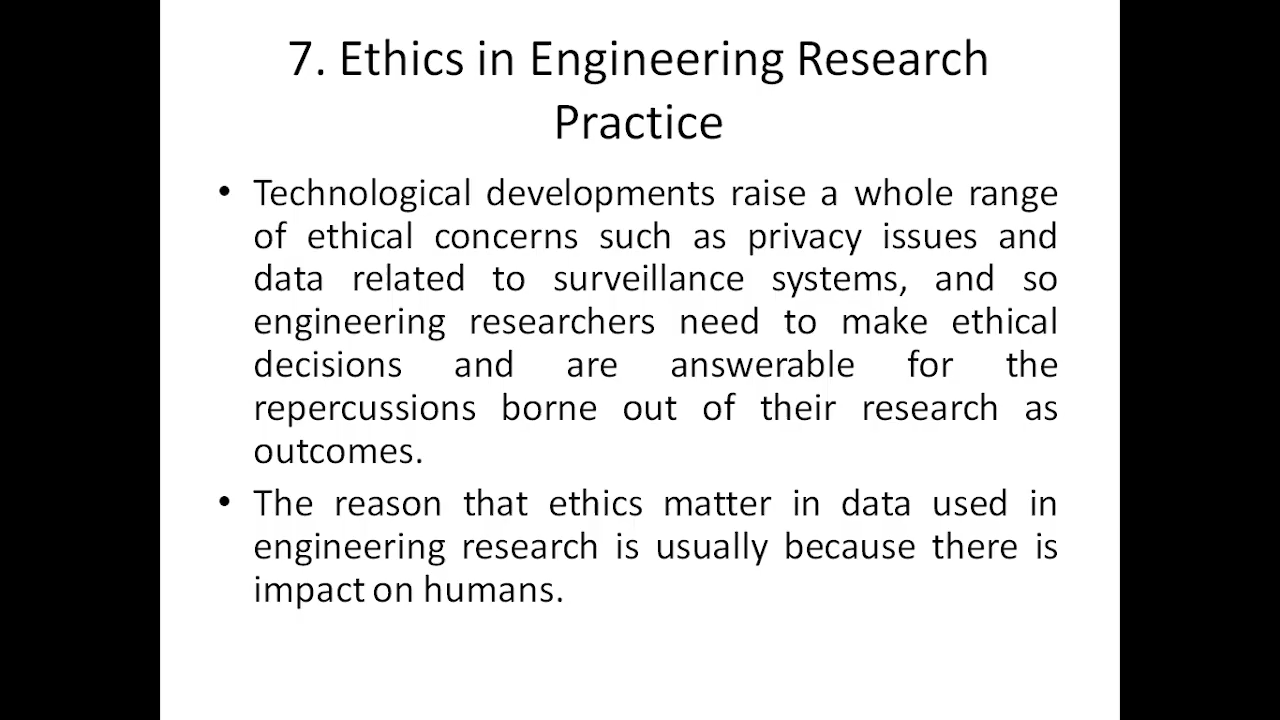 7. Ethics in Engineering Research
Practice
• Technological developments raise a whole range
of ethical concerns such as privacy issues and
data related to surveillance systems, and so
engineering researchers need to make ethical
decisions and are answerable for the
repercussions borne out of their research as
outcomes.
• The reason that ethics matter in data used in
engineering research is usually because there is
impact on humans.